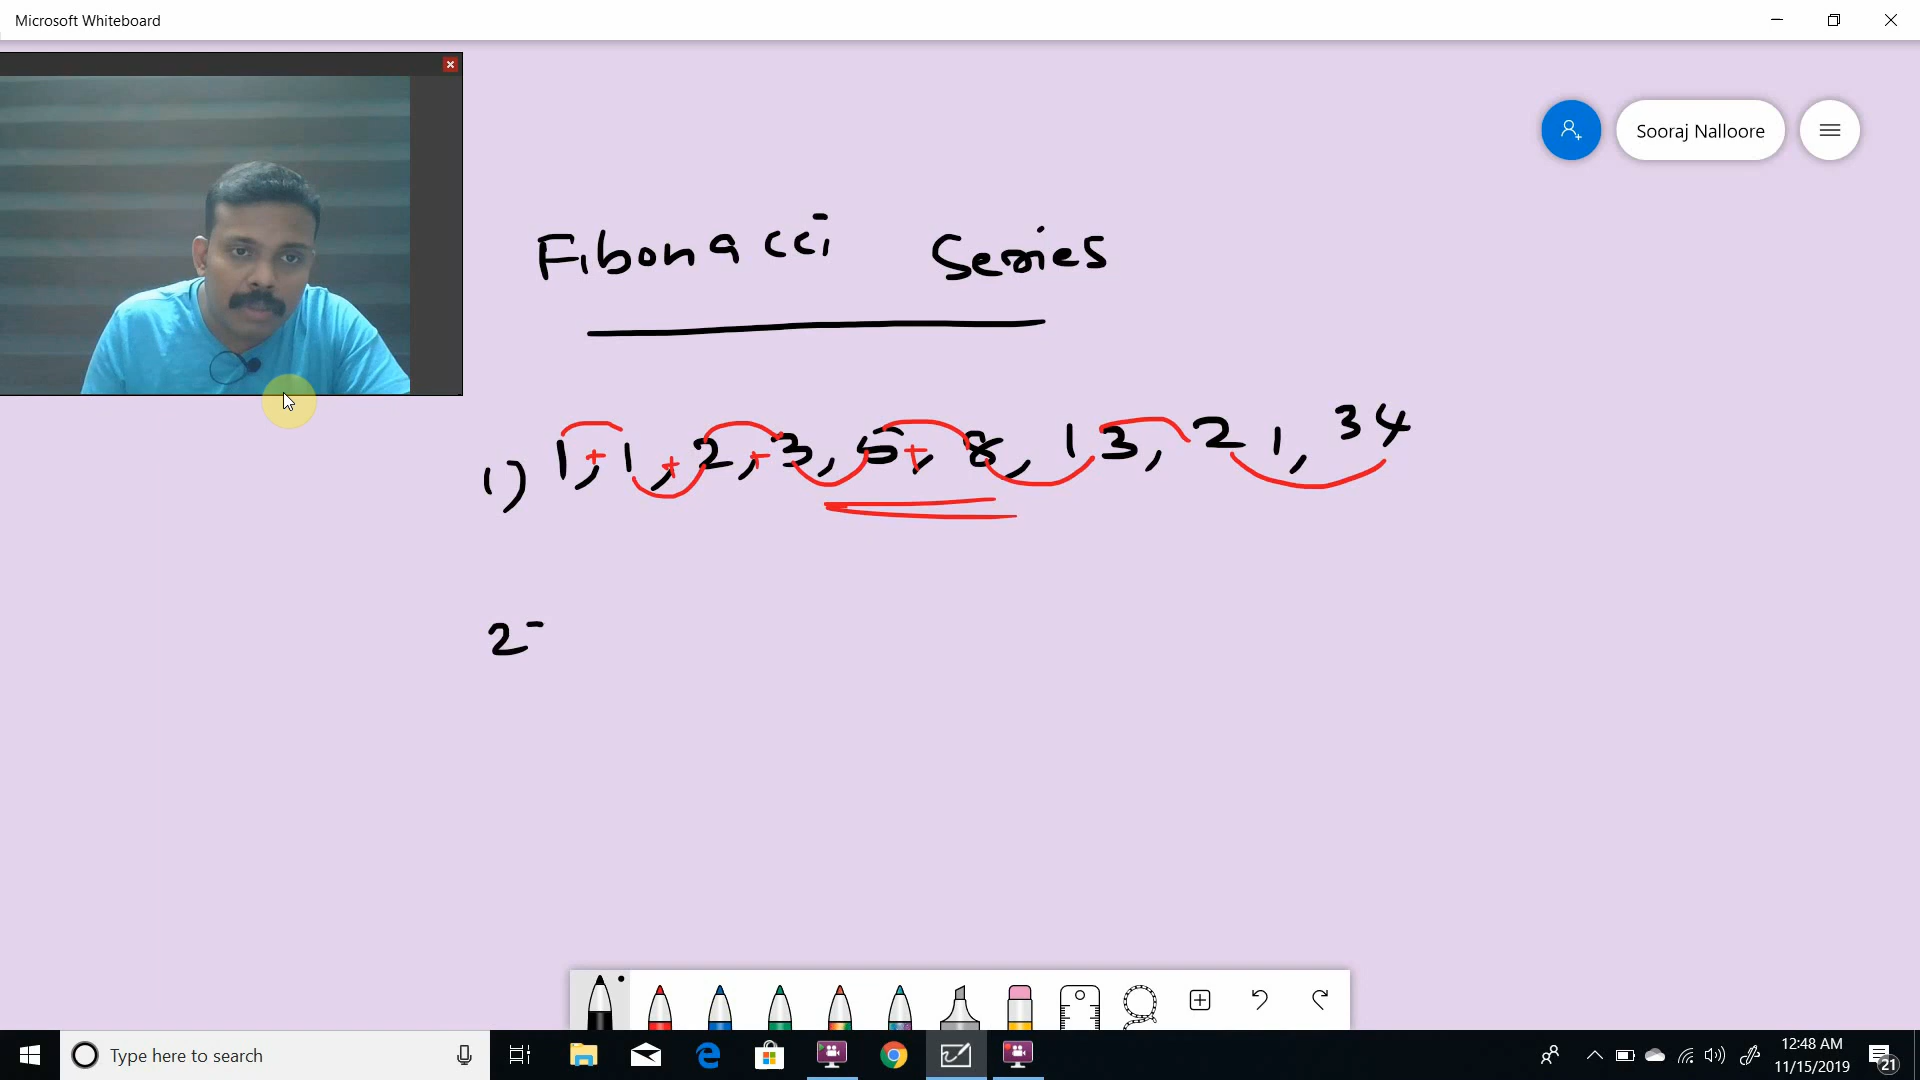 Microsoft Whiteboard
Sooraj Nalloore
Fibonacci Series
1) 1, 1, 2, 3, 5, 8, 13, 21, 34
+ + + +
2-
Type here to search
12:48 AM
11/15/2019
21